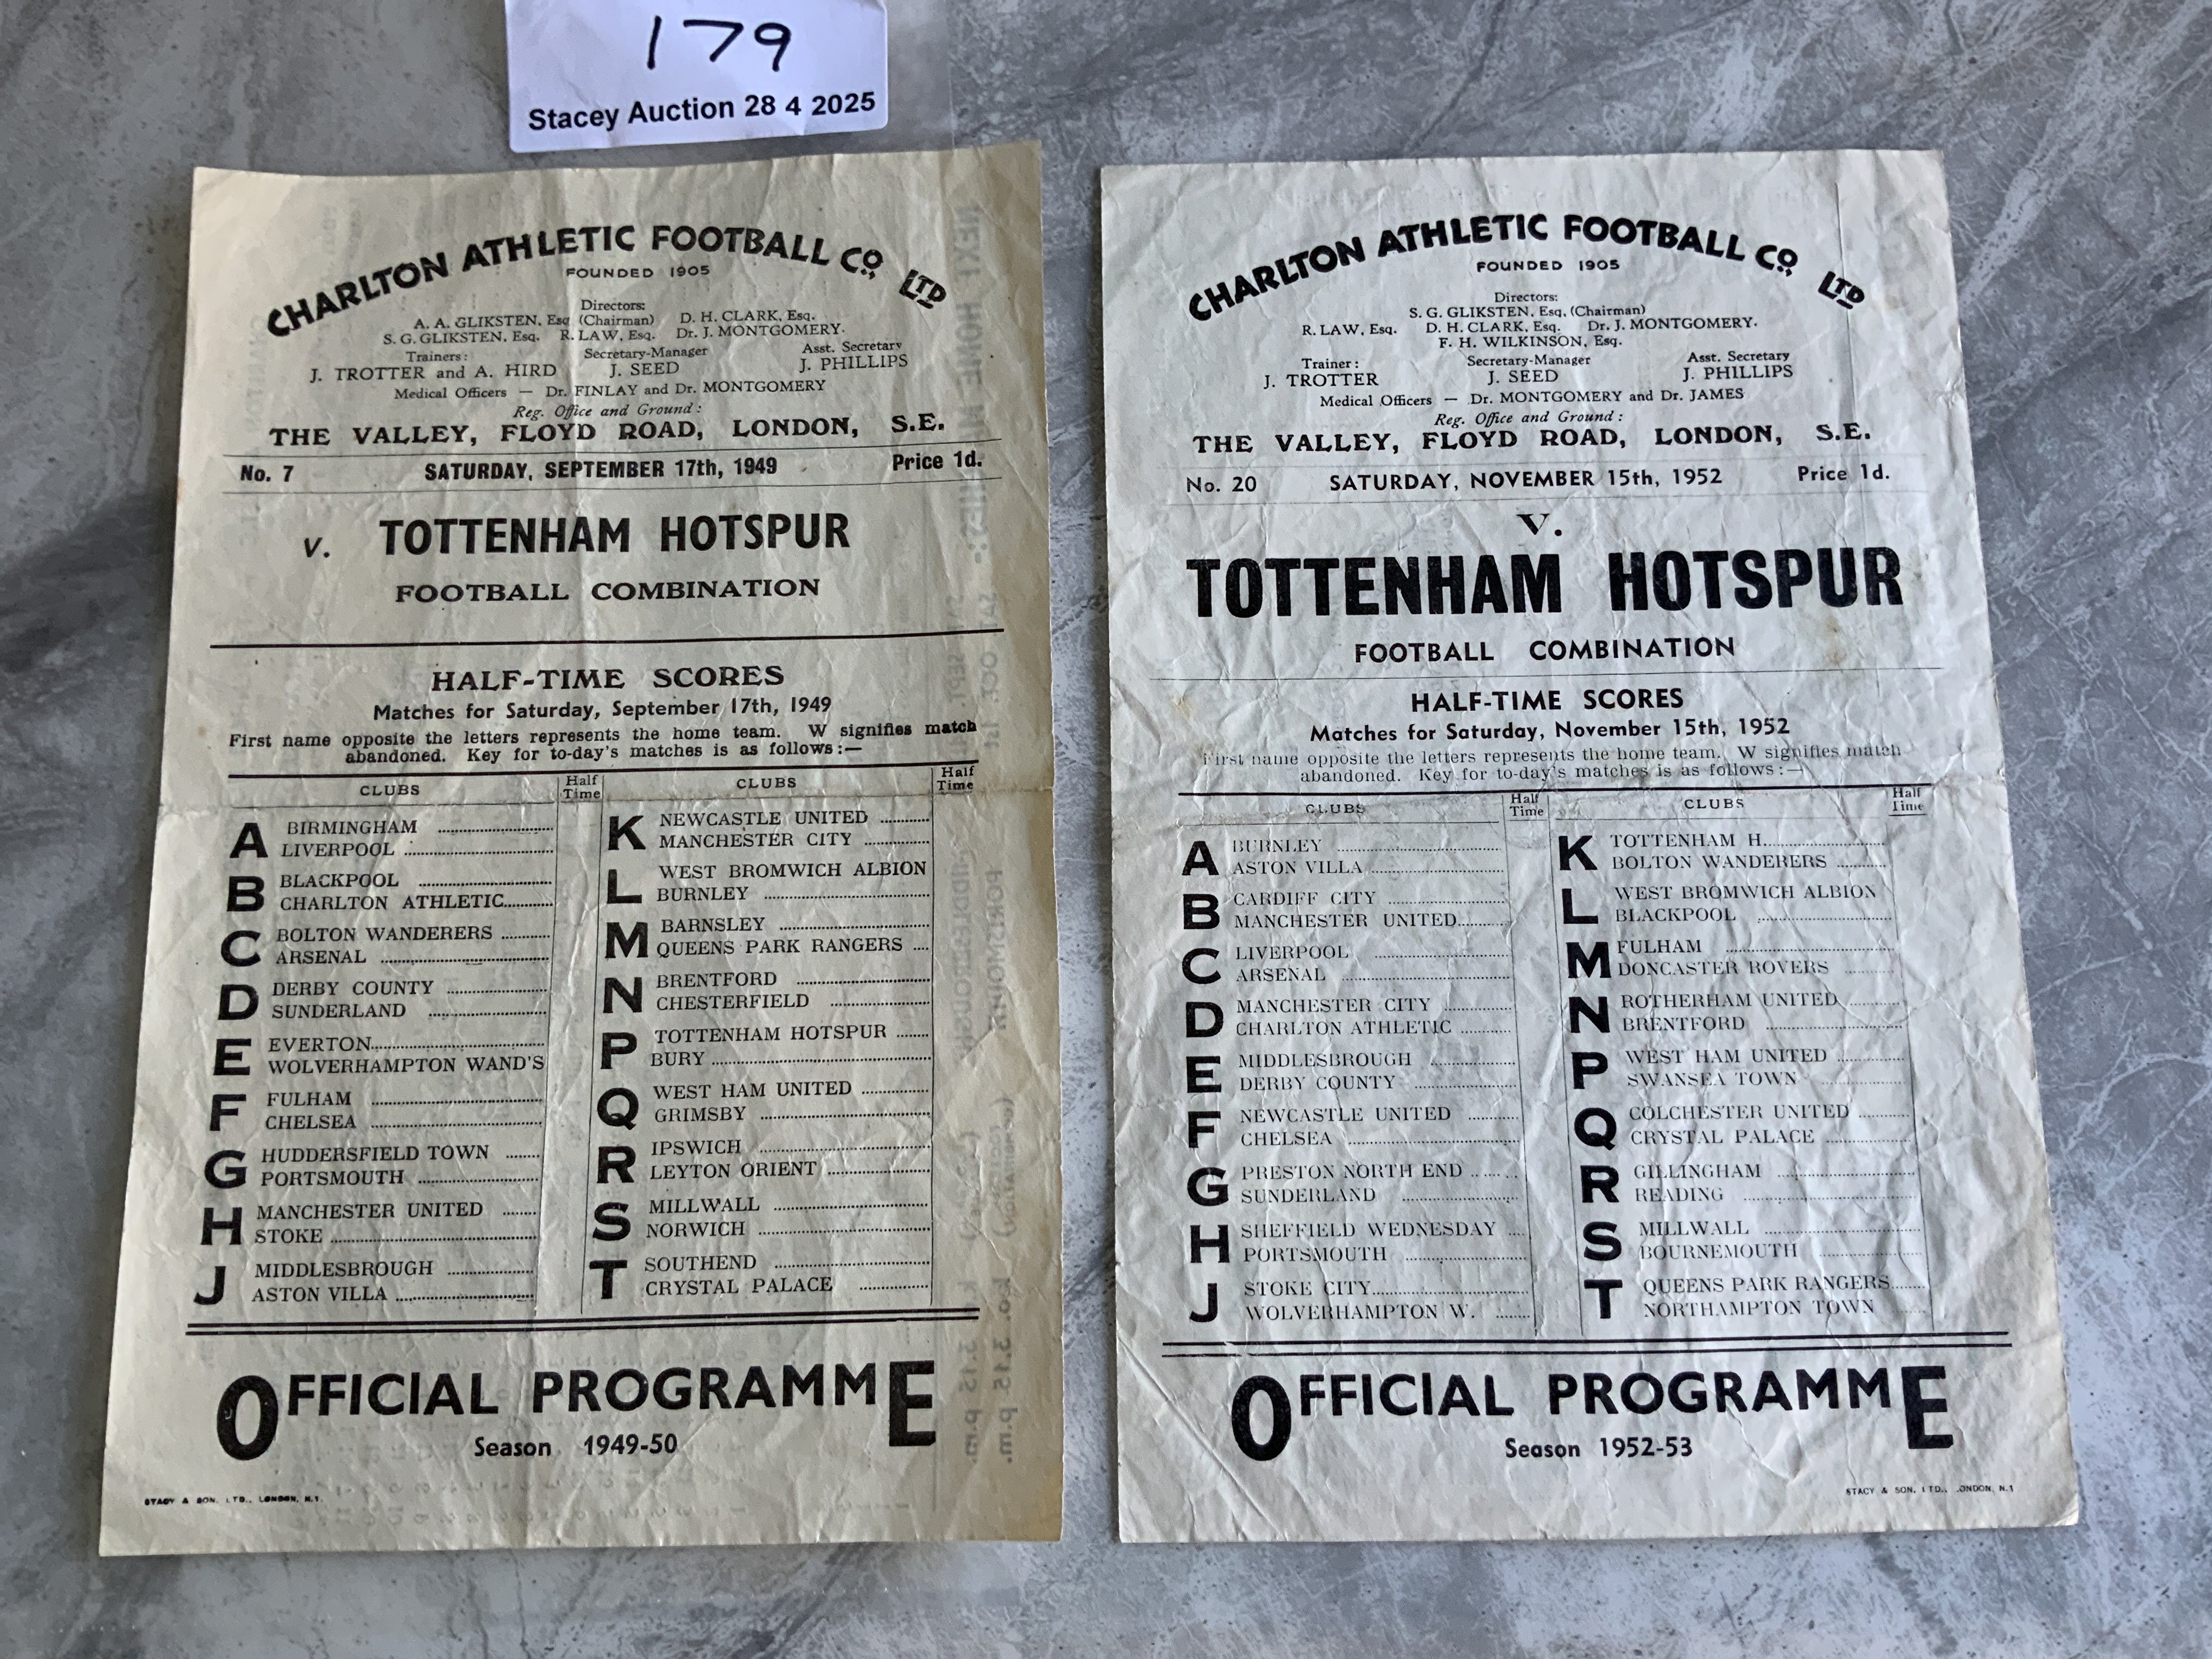 179
Stacey Auction 28 4 2025
CHARLTON ATHLETIC FOOTBALL CO., LTD
FOUNDED 1905
Directors:
A. A. GLIKSTEN, Esq (Chairman) D. H. CLARK, Esq.
S. G. GLIKSTEN, Esq. R. LAW, Esq. Dr. J. MONTGOMERY.
Trainers: Secretary-Manager Asst. Secretary
J. TROTTER and A. HIRD J. SEED J. PHILLIPS
Medical Officers — Dr. FINLAY and Dr. MONTGOMERY
Reg. Office and Ground:
THE VALLEY, FLOYD ROAD, LONDON, S.E.
No. 7 SATURDAY, SEPTEMBER 17th, 1949 Price 1d.
v. TOTTENHAM HOTSPUR
FOOTBALL COMBINATION
HALF-TIME SCORES
Matches for Saturday, September 17th, 1949
First name opposite the letters represents the home team. W signifies match
abandoned. Key for to-day's matches is as follows:—
CLUBS Half Time CLUBS Half Time
A BIRMINGHAM
LIVERPOOL
B BLACKPOOL
CHARLTON ATHLETIC
C BOLTON WANDERERS
ARSENAL
D DERBY COUNTY
SUNDERLAND
E EVERTON
WOLVERHAMPTON WAND'S
F FULHAM
CHELSEA
G HUDDERSFIELD TOWN
PORTSMOUTH
H MANCHESTER UNITED
STOKE
J MIDDLESBROUGH
ASTON VILLA
K NEWCASTLE UNITED
MANCHESTER CITY
L WEST BROMWICH ALBION
BURNLEY
M BARNSLEY
QUEENS PARK RANGERS
N BRENTFORD
CHESTERFIELD
P TOTTENHAM HOTSPUR
BURY
Q WEST HAM UNITED
GRIMSBY
R IPSWICH
LEYTON ORIENT
S MILLWALL
NORWICH
T SOUTHEND
CRYSTAL PALACE
OFFICIAL PROGRAMME
Season 1949-50
STACY & SON, LTD., LONDON, N.1.
CHARLTON ATHLETIC FOOTBALL CO., LTD
FOUNDED 1905
Directors:
S. G. GLIKSTEN, Esq, (Chairman)
R. LAW, Esq. D. H. CLARK, Esq. Dr. J. MONTGOMERY.
F. H. WILKINSON, Esq.
Trainer: Secretary-Manager Asst. Secretary
J. TROTTER J. SEED J. PHILLIPS
Medical Officers — Dr. MONTGOMERY and Dr. JAMES
Reg. Office and Ground:
THE VALLEY, FLOYD ROAD, LONDON, S.E.
No. 20 SATURDAY, NOVEMBER 15th, 1952 Price 1d.
V.
TOTTENHAM HOTSPUR
FOOTBALL COMBINATION
HALF-TIME SCORES
Matches for Saturday, November 15th, 1952
First name opposite the letters represents the home team. W signifies match
abandoned. Key for to-day's matches is as follows:—
CLUBS Half Time CLUBS Half Time
A BURNLEY
ASTON VILLA
B CARDIFF CITY
MANCHESTER UNITED
C LIVERPOOL
ARSENAL
D MANCHESTER CITY
CHARLTON ATHLETIC
E MIDDLESBROUGH
DERBY COUNTY
F NEWCASTLE UNITED
CHELSEA
G PRESTON NORTH END
SUNDERLAND
H SHEFFIELD WEDNESDAY
PORTSMOUTH
J STOKE CITY
WOLVERHAMPTON W.
K TOTTENHAM H.
BOLTON WANDERERS
L WEST BROMWICH ALBION
BLACKPOOL
M FULHAM
DONCASTER ROVERS
N ROTHERHAM UNITED
BRENTFORD
P WEST HAM UNITED
SWANSEA TOWN
Q COLCHESTER UNITED
CRYSTAL PALACE
R GILLINGHAM
READING
S MILLWALL
BOURNEMOUTH
T QUEENS PARK RANGERS
NORTHAMPTON TOWN
OFFICIAL PROGRAMME
Season 1952-53
STACY & SON, LTD., LONDON, N.1